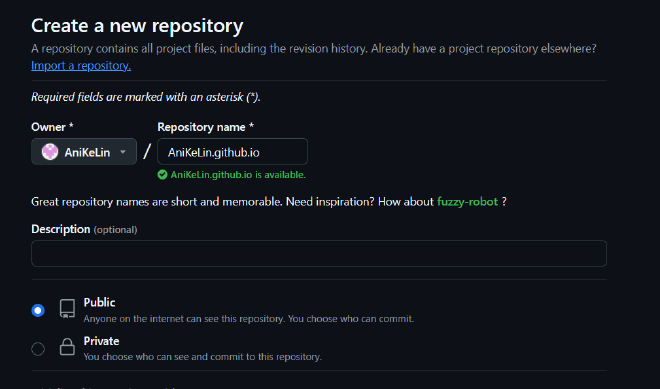 Create a new repository
A repository contains all project files, including the revision history. Already have a project repository elsewhere?
Import a repository.
Required fields are marked with an asterisk (*).
Owner * Repository name *
AniKeLin / AniKeLin.github.io
AniKeLin.github.io is available.
Great repository names are short and memorable. Need inspiration? How about fuzzy-robot ?
Description (optional)
Public
Anyone on the internet can see this repository. You choose who can commit.
Private
You choose who can see and commit to this repository.